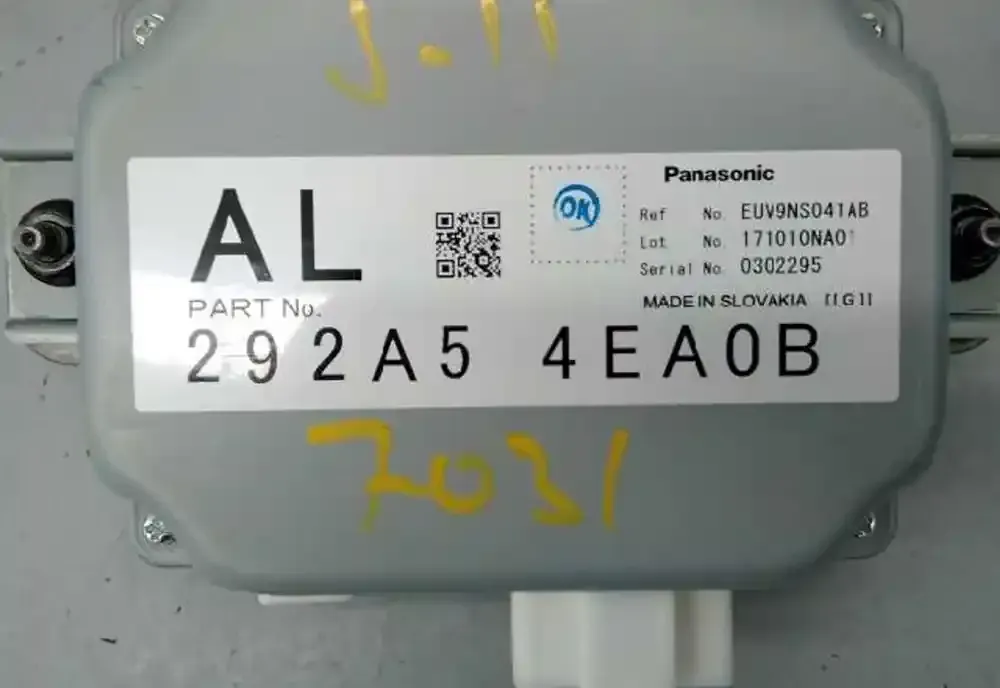 J-11
AL
OK
Panasonic
Ref No. EUV9NS041AB
Lot No. 171010NA01
Serial No. 0302295
MADE IN SLOVAKIA [[G]]
PART No.
292A5 4EA0B
7031